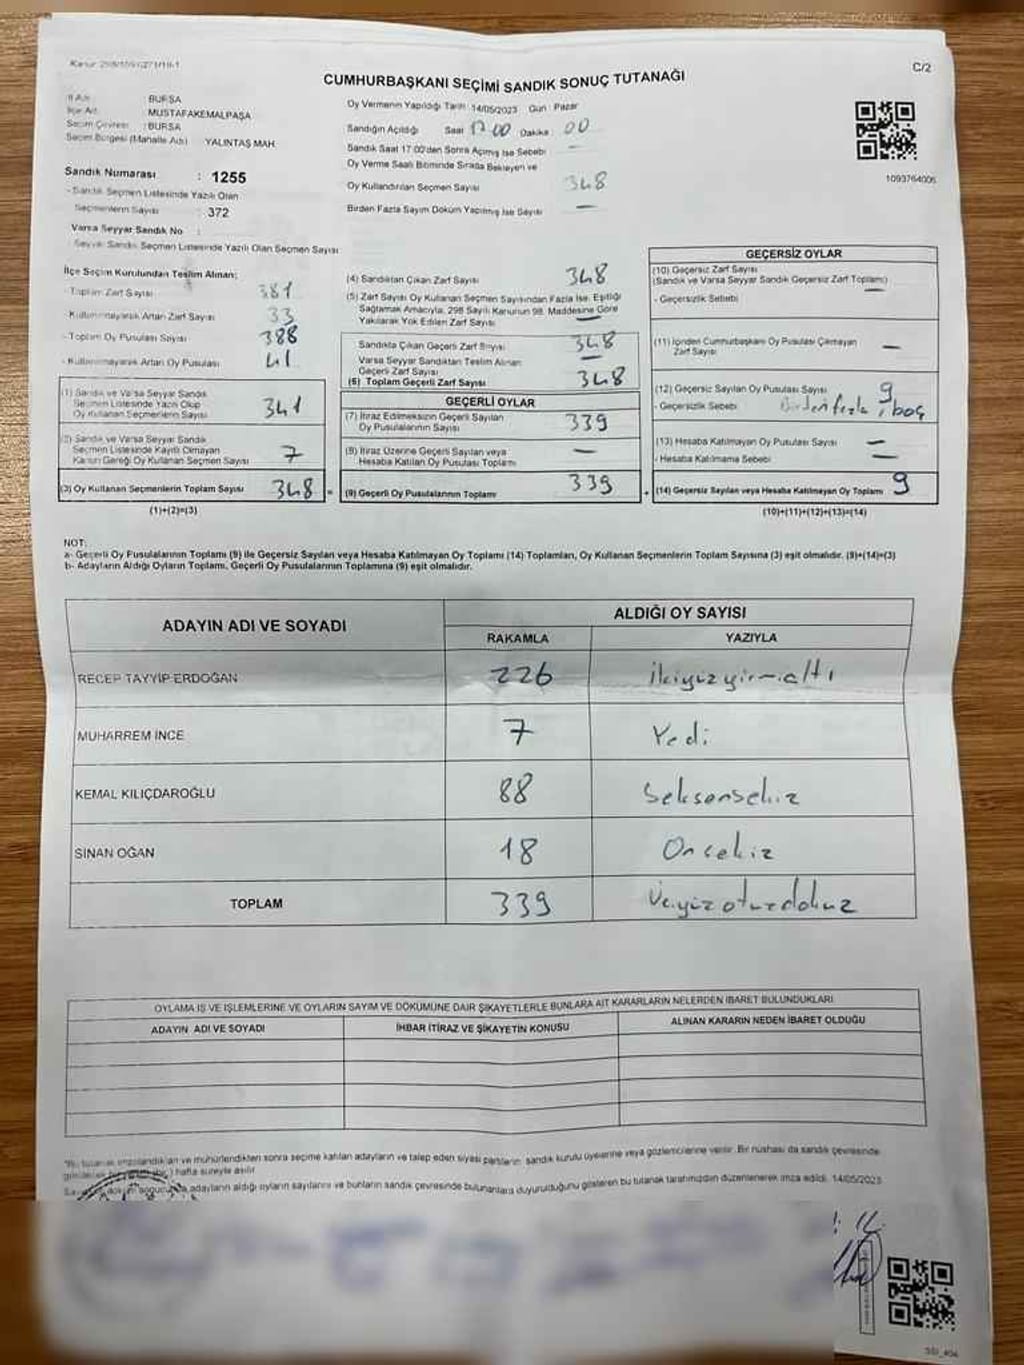 C/2
CUMHURBAŞKANI SEÇİMİ SANDIK SONUÇ TUTANAĞI
İl Adı : BURSA
İlçe Adı : MUSTAFAKEMALPAŞA
Seçim Çevresi : BURSA
Seçim Bölgesi (Mahalle Adı) : YALINTAŞ MAH.
Sandık Numarası : 1255
- Sandık Seçmen Listesinde Yazılı Olan
Seçmenlerin Sayısı : 372
Varsa Seyyar Sandık No :
- Seyyar Sandık Seçmen Listesinde Yazılı Olan Seçmen Sayısı
Oy Vermenin Yapıldığı Tarih: 14/05/2023 Gün : Pazar
Sandığın Açıldığı Saat 17:00 Dakika 00
Sandık Saat 17:00'den Sonra Açılmış İse Sebebi —
Oy Verme Saati Bitiminde Sırada Bekleyen ve
Oy Kullandırılan Seçmen Sayısı 348
Birden Fazla Sayım Döküm Yapılmış İse Sayısı —
1093764006
İlçe Seçim Kurulundan Teslim Alınan:
- Toplam Zarf Sayısı 381
- Kullanılmayarak Artan Zarf Sayısı 33
- Toplam Oy Pusulası Sayısı 388
- Kullanılmayarak Artan Oy Pusulası 41
(1) Sandık ve Varsa Seyyar Sandık
Seçmen Listesinde Yazılı Olup
Oy Kullanan Seçmenlerin Sayısı 341
(2) Sandık ve Varsa Seyyar Sandık
Seçmen Listesinde Kayıtlı Olmayan
Kanun Gereği Oy Kullanan Seçmen Sayısı 7
(3) Oy Kullanan Seçmenlerin Toplam Sayısı 348
(1)+(2)=(3)
(4) Sandıktan Çıkan Zarf Sayısı 348
(5) Zarf Sayısı Oy Kullanan Seçmen Sayısından Fazla İse, Eşitliği
Sağlamak Amacıyla, 298 Sayılı Kanunun 98. Maddesine Göre
Yakılarak Yok Edilen Zarf Sayısı —
Sandıkta Çıkan Geçerli Zarf Sayısı 348
Varsa Seyyar Sandıktan Teslim Alınan
Geçerli Zarf Sayısı —
(6) Toplam Geçerli Zarf Sayısı 348
GEÇERLİ OYLAR
(7) İtiraz Edilmeksizin Geçerli Sayılan
Oy Pusulalarının Sayısı 339
(8) İtiraz Üzerine Geçerli Sayılan veya
Hesaba Katılan Oy Pusulası Toplamı —
(9) Geçerli Oy Pusulalarının Toplamı 339
GEÇERSİZ OYLAR
(10) Geçersiz Zarf Sayısı
(Sandık ve Varsa Seyyar Sandık Geçersiz Zarf Toplamı) —
- Geçersizlik Sebebi
(11) İçinden Cumhurbaşkanı Oy Pusulası Çıkmayan
Zarf Sayısı —
(12) Geçersiz Sayılan Oy Pusulası Sayısı 9
- Geçersizlik Sebebi Birden fazla, boş
(13) Hesaba Katılmayan Oy Pusulası Sayısı —
- Hesaba Katılmama Sebebi —
(14) Geçersiz Sayılan veya Hesaba Katılmayan Oy Toplamı 9
(10)+(11)+(12)+(13)=(14)
NOT:
a- Geçerli Oy Pusulalarının Toplamı (9) ile Geçersiz Sayılan veya Hesaba Katılmayan Oy Toplamı (14) Toplamları, Oy Kullanan Seçmenlerin Toplam Sayısına (3) eşit olmalıdır. (9)+(14)=(3)
b- Adayların Aldığı Oyların Toplamı, Geçerli Oy Pusulalarının Toplamına (9) eşit olmalıdır.
ADAYIN ADI VE SOYADI ALDIĞI OY SAYISI
RAKAMLA YAZIYLA
RECEP TAYYİP ERDOĞAN 226 İkiyüzyirmialtı
MUHARREM İNCE 7 Yedi
KEMAL KILIÇDAROĞLU 88 Seksensekiz
SİNAN OĞAN 18 Onsekiz
TOPLAM 339 Üçyüzotuzdokuz
OYLAMA İŞ VE İŞLEMLERİNE VE OYLARIN SAYIM VE DÖKÜMÜNE DAİR ŞİKAYETLERLE BUNLARA AİT KARARLARIN NELERDEN İBARET BULUNDUKLARI
ADAYIN ADI VE SOYADI İHBAR İTİRAZ VE ŞİKAYETİN KONUSU ALINAN KARARIN NEDEN İBARET OLDUĞU
*Bu tutanak imzalandıktan ve mühürlendikten sonra seçime katılan adayların ve talep eden siyasi partilerin sandık kurulu üyelerine veya gözlemcilerine verilir. Bir nüshası da sandık çevresinde
hafta süreyle asılır
adayların aldığı oyların sayılarını ve bunların sandık çevresinde bulunanlara duyurulduğunu gösteren bu tutanak tarafımızdan düzenlenerek imza edildi. 14/05/2023